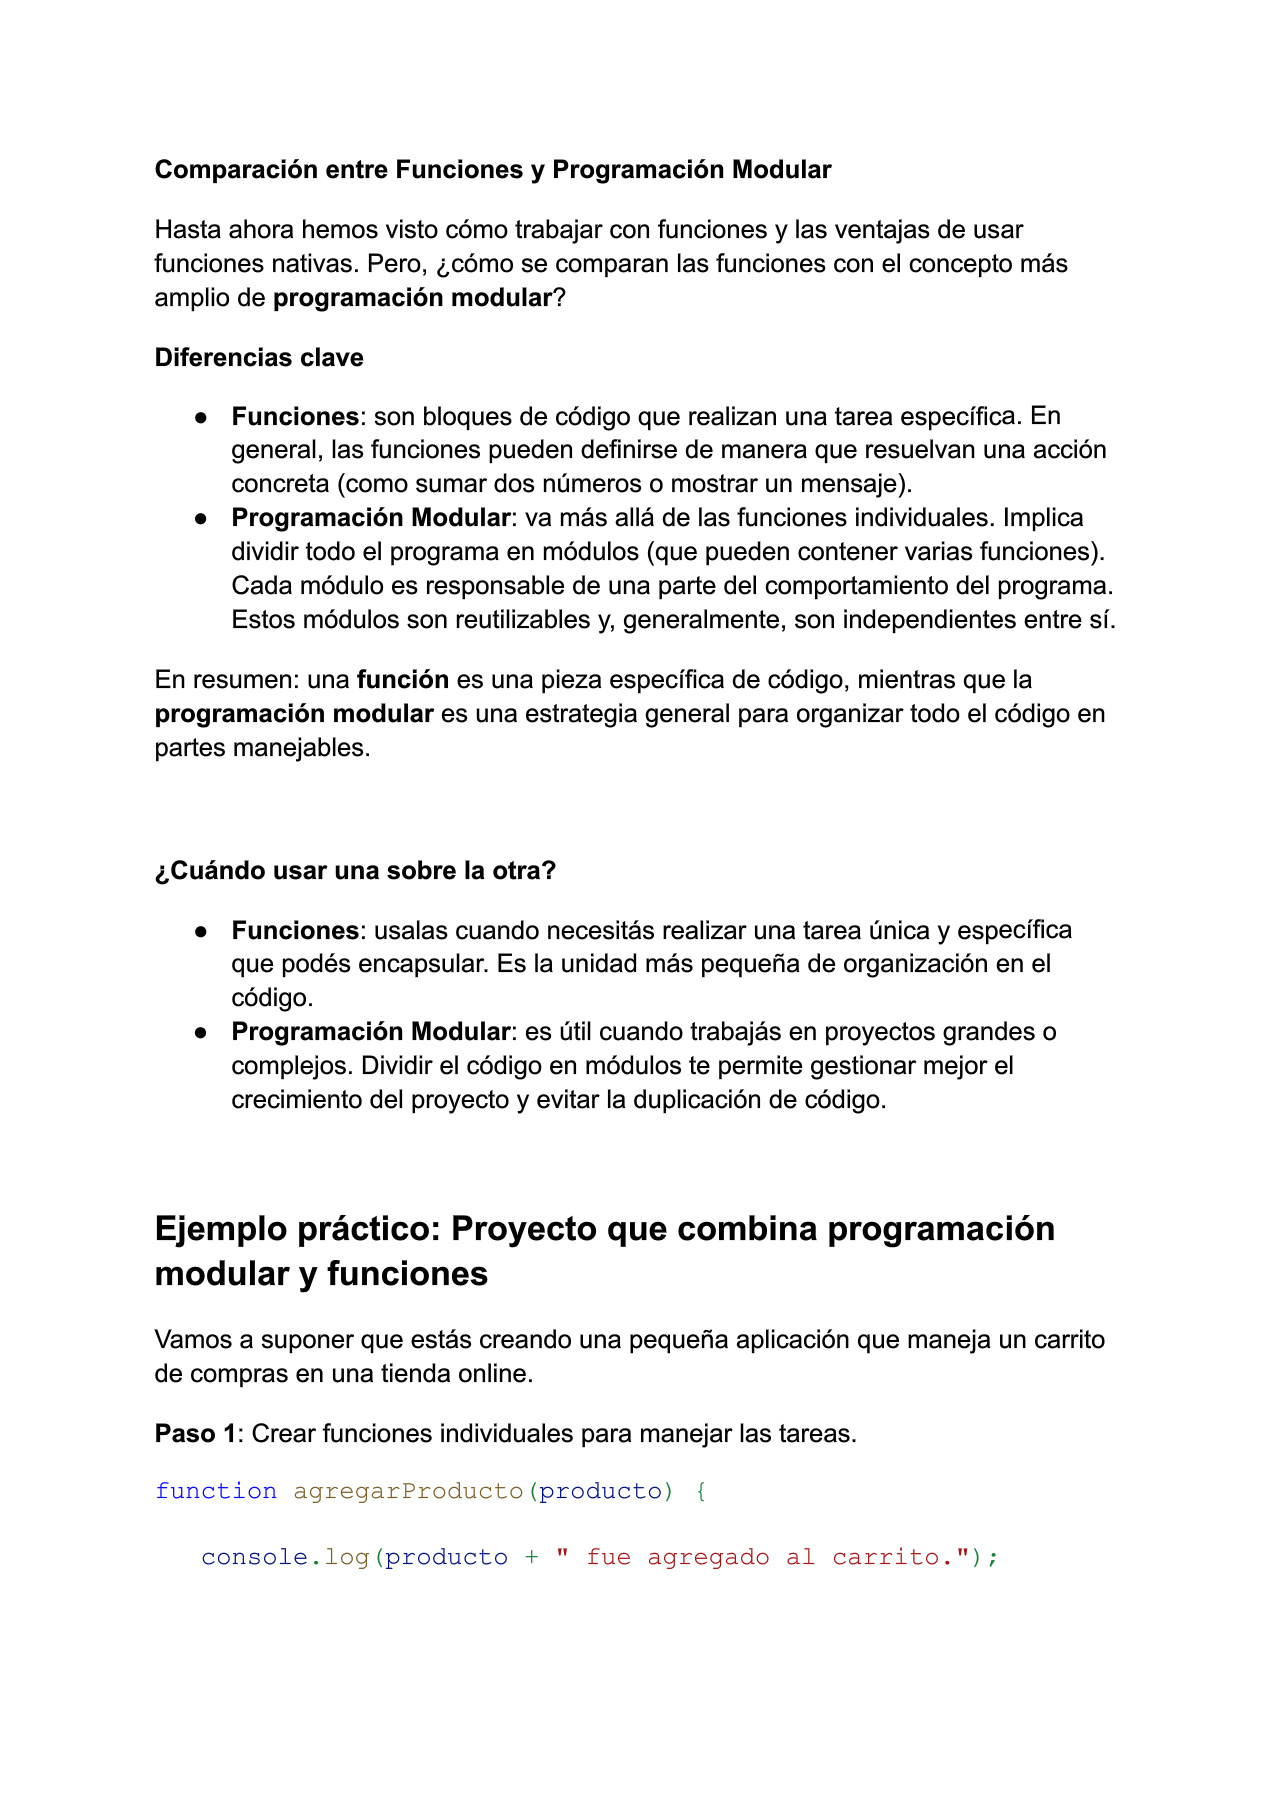 Comparación entre Funciones y Programación Modular
Hasta ahora hemos visto cómo trabajar con funciones y las ventajas de usar
funciones nativas. Pero, ¿cómo se comparan las funciones con el concepto más
amplio de programación modular?
Diferencias clave
● Funciones: son bloques de código que realizan una tarea específica. En
general, las funciones pueden definirse de manera que resuelvan una acción
concreta (como sumar dos números o mostrar un mensaje).
● Programación Modular: va más allá de las funciones individuales. Implica
dividir todo el programa en módulos (que pueden contener varias funciones).
Cada módulo es responsable de una parte del comportamiento del programa.
Estos módulos son reutilizables y, generalmente, son independientes entre sí.
En resumen: una función es una pieza específica de código, mientras que la
programación modular es una estrategia general para organizar todo el código en
partes manejables.
¿Cuándo usar una sobre la otra?
● Funciones: usalas cuando necesitás realizar una tarea única y específica
que podés encapsular. Es la unidad más pequeña de organización en el
código.
● Programación Modular: es útil cuando trabajás en proyectos grandes o
complejos. Dividir el código en módulos te permite gestionar mejor el
crecimiento del proyecto y evitar la duplicación de código.
Ejemplo práctico: Proyecto que combina programación
modular y funciones
Vamos a suponer que estás creando una pequeña aplicación que maneja un carrito
de compras en una tienda online.
Paso 1: Crear funciones individuales para manejar las tareas.
function agregarProducto(producto) {
console.log(producto + " fue agregado al carrito.");